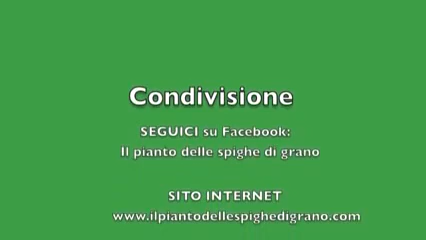 Condivisione
SEGUICI su Facebook:
Il pianto delle spighe di grano
SITO INTERNET
www.ilpiantodellespighedigrano.com